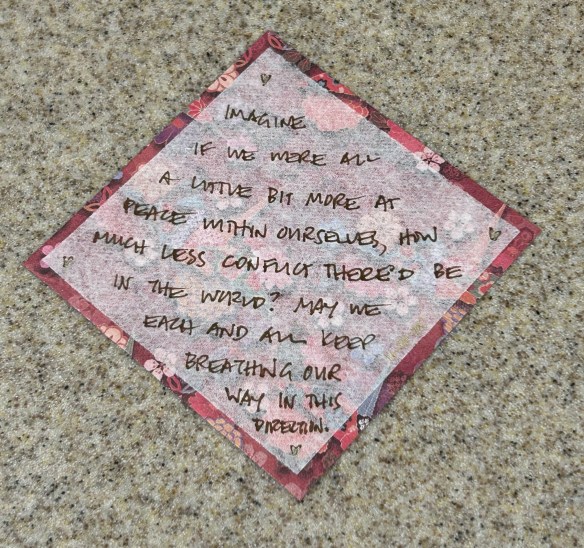 IMAGINE
IF WE WERE ALL
A LITTLE BIT MORE AT
PEACE WITHIN OURSELVES, HOW
MUCH LESS CONFLICT THERE'D BE
IN THE WORLD? MAY WE
EACH AND ALL KEEP
BREATHING OUR
WAY IN THIS
DIRECTION.